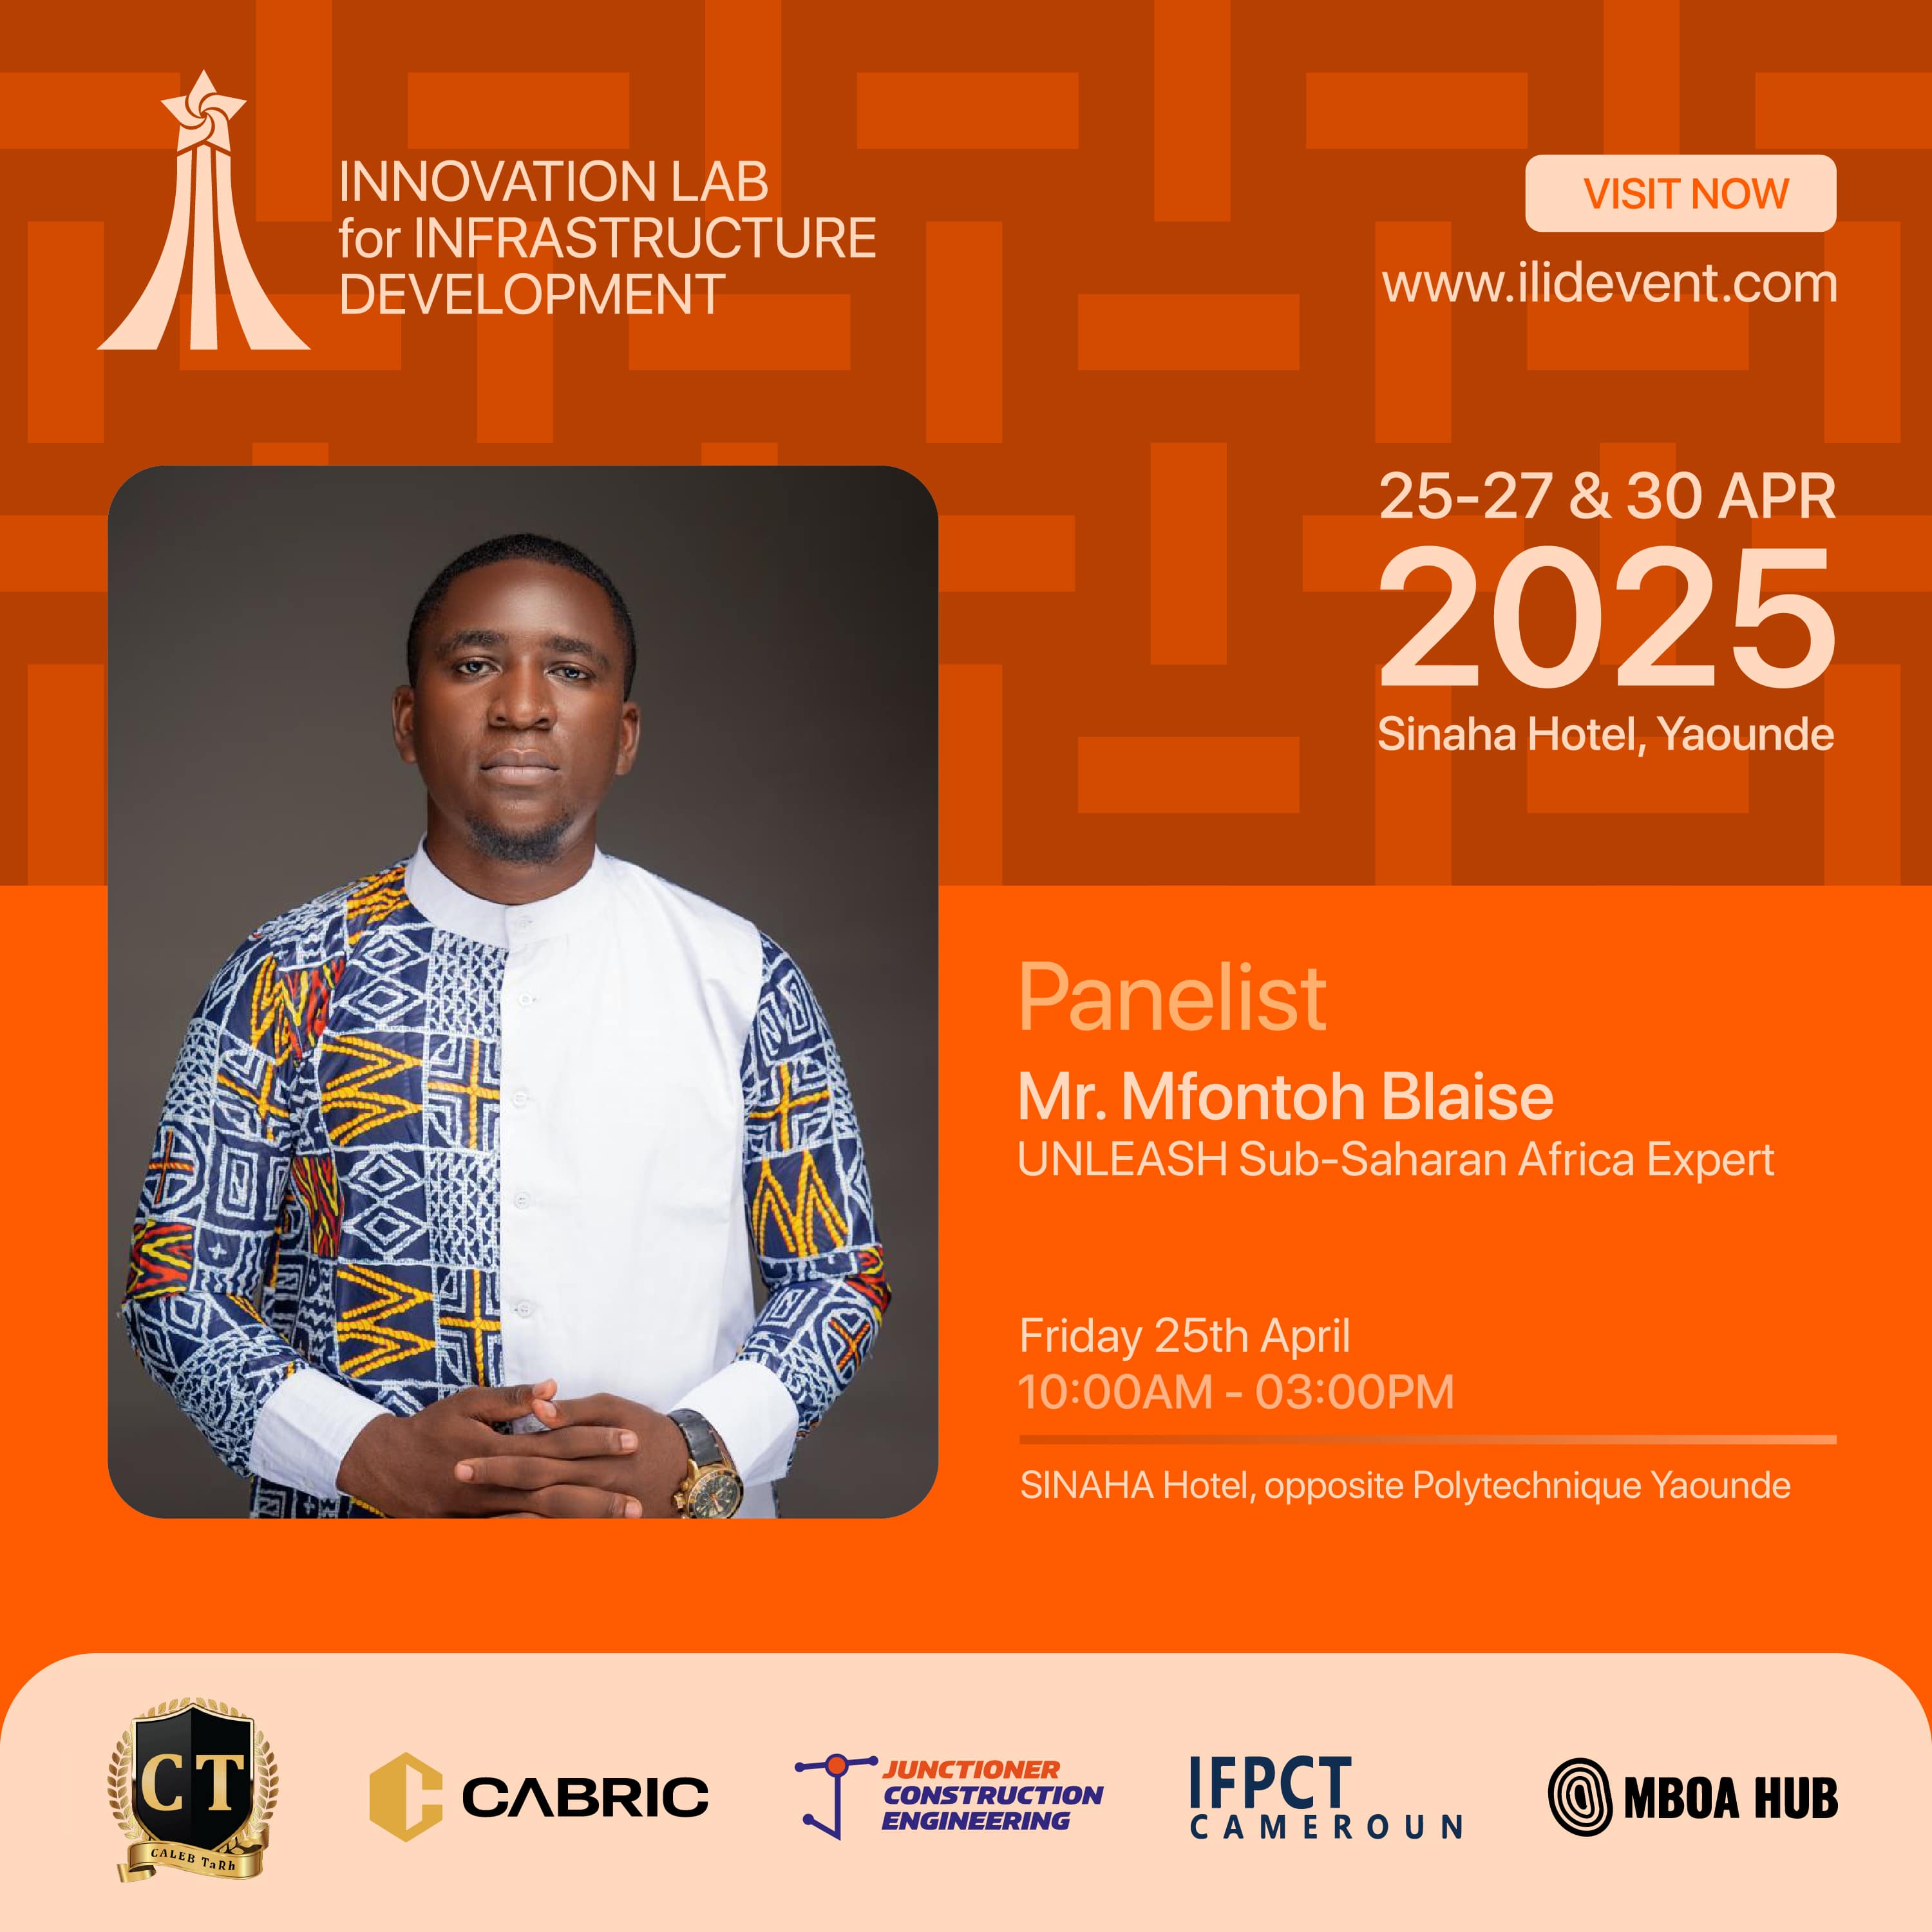 INNOVATION LAB
for INFRASTRUCTURE
DEVELOPMENT
VISIT NOW
www.ilidevent.com
25-27 & 30 APR
2025
Sinaha Hotel, Yaounde
Panelist
Mr. Mfontoh Blaise
UNLEASH Sub-Saharan Africa Expert
Friday 25th April
10:00AM - 03:00PM
SINAHA Hotel, opposite Polytechnique Yaounde
CT
CALEB TaRh
CABRIC
JUNCTIONER
CONSTRUCTION
ENGINEERING
IFPCT
CAMEROUN
MBOA HUB